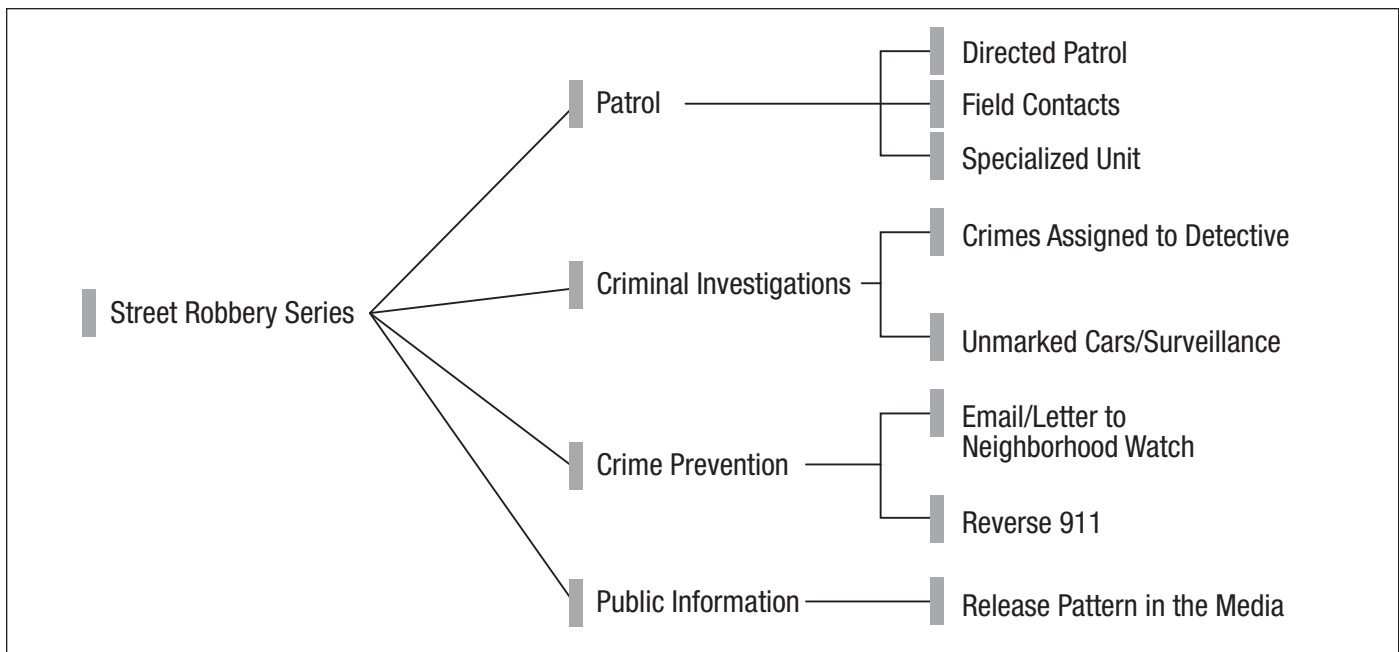 Street Robbery Series
Patrol
Directed Patrol
Field Contacts
Specialized Unit
Criminal Investigations
Crimes Assigned to Detective
Unmarked Cars/Surveillance
Crime Prevention
Email/Letter to
Neighborhood Watch
Reverse 911
Public Information
Release Pattern in the Media